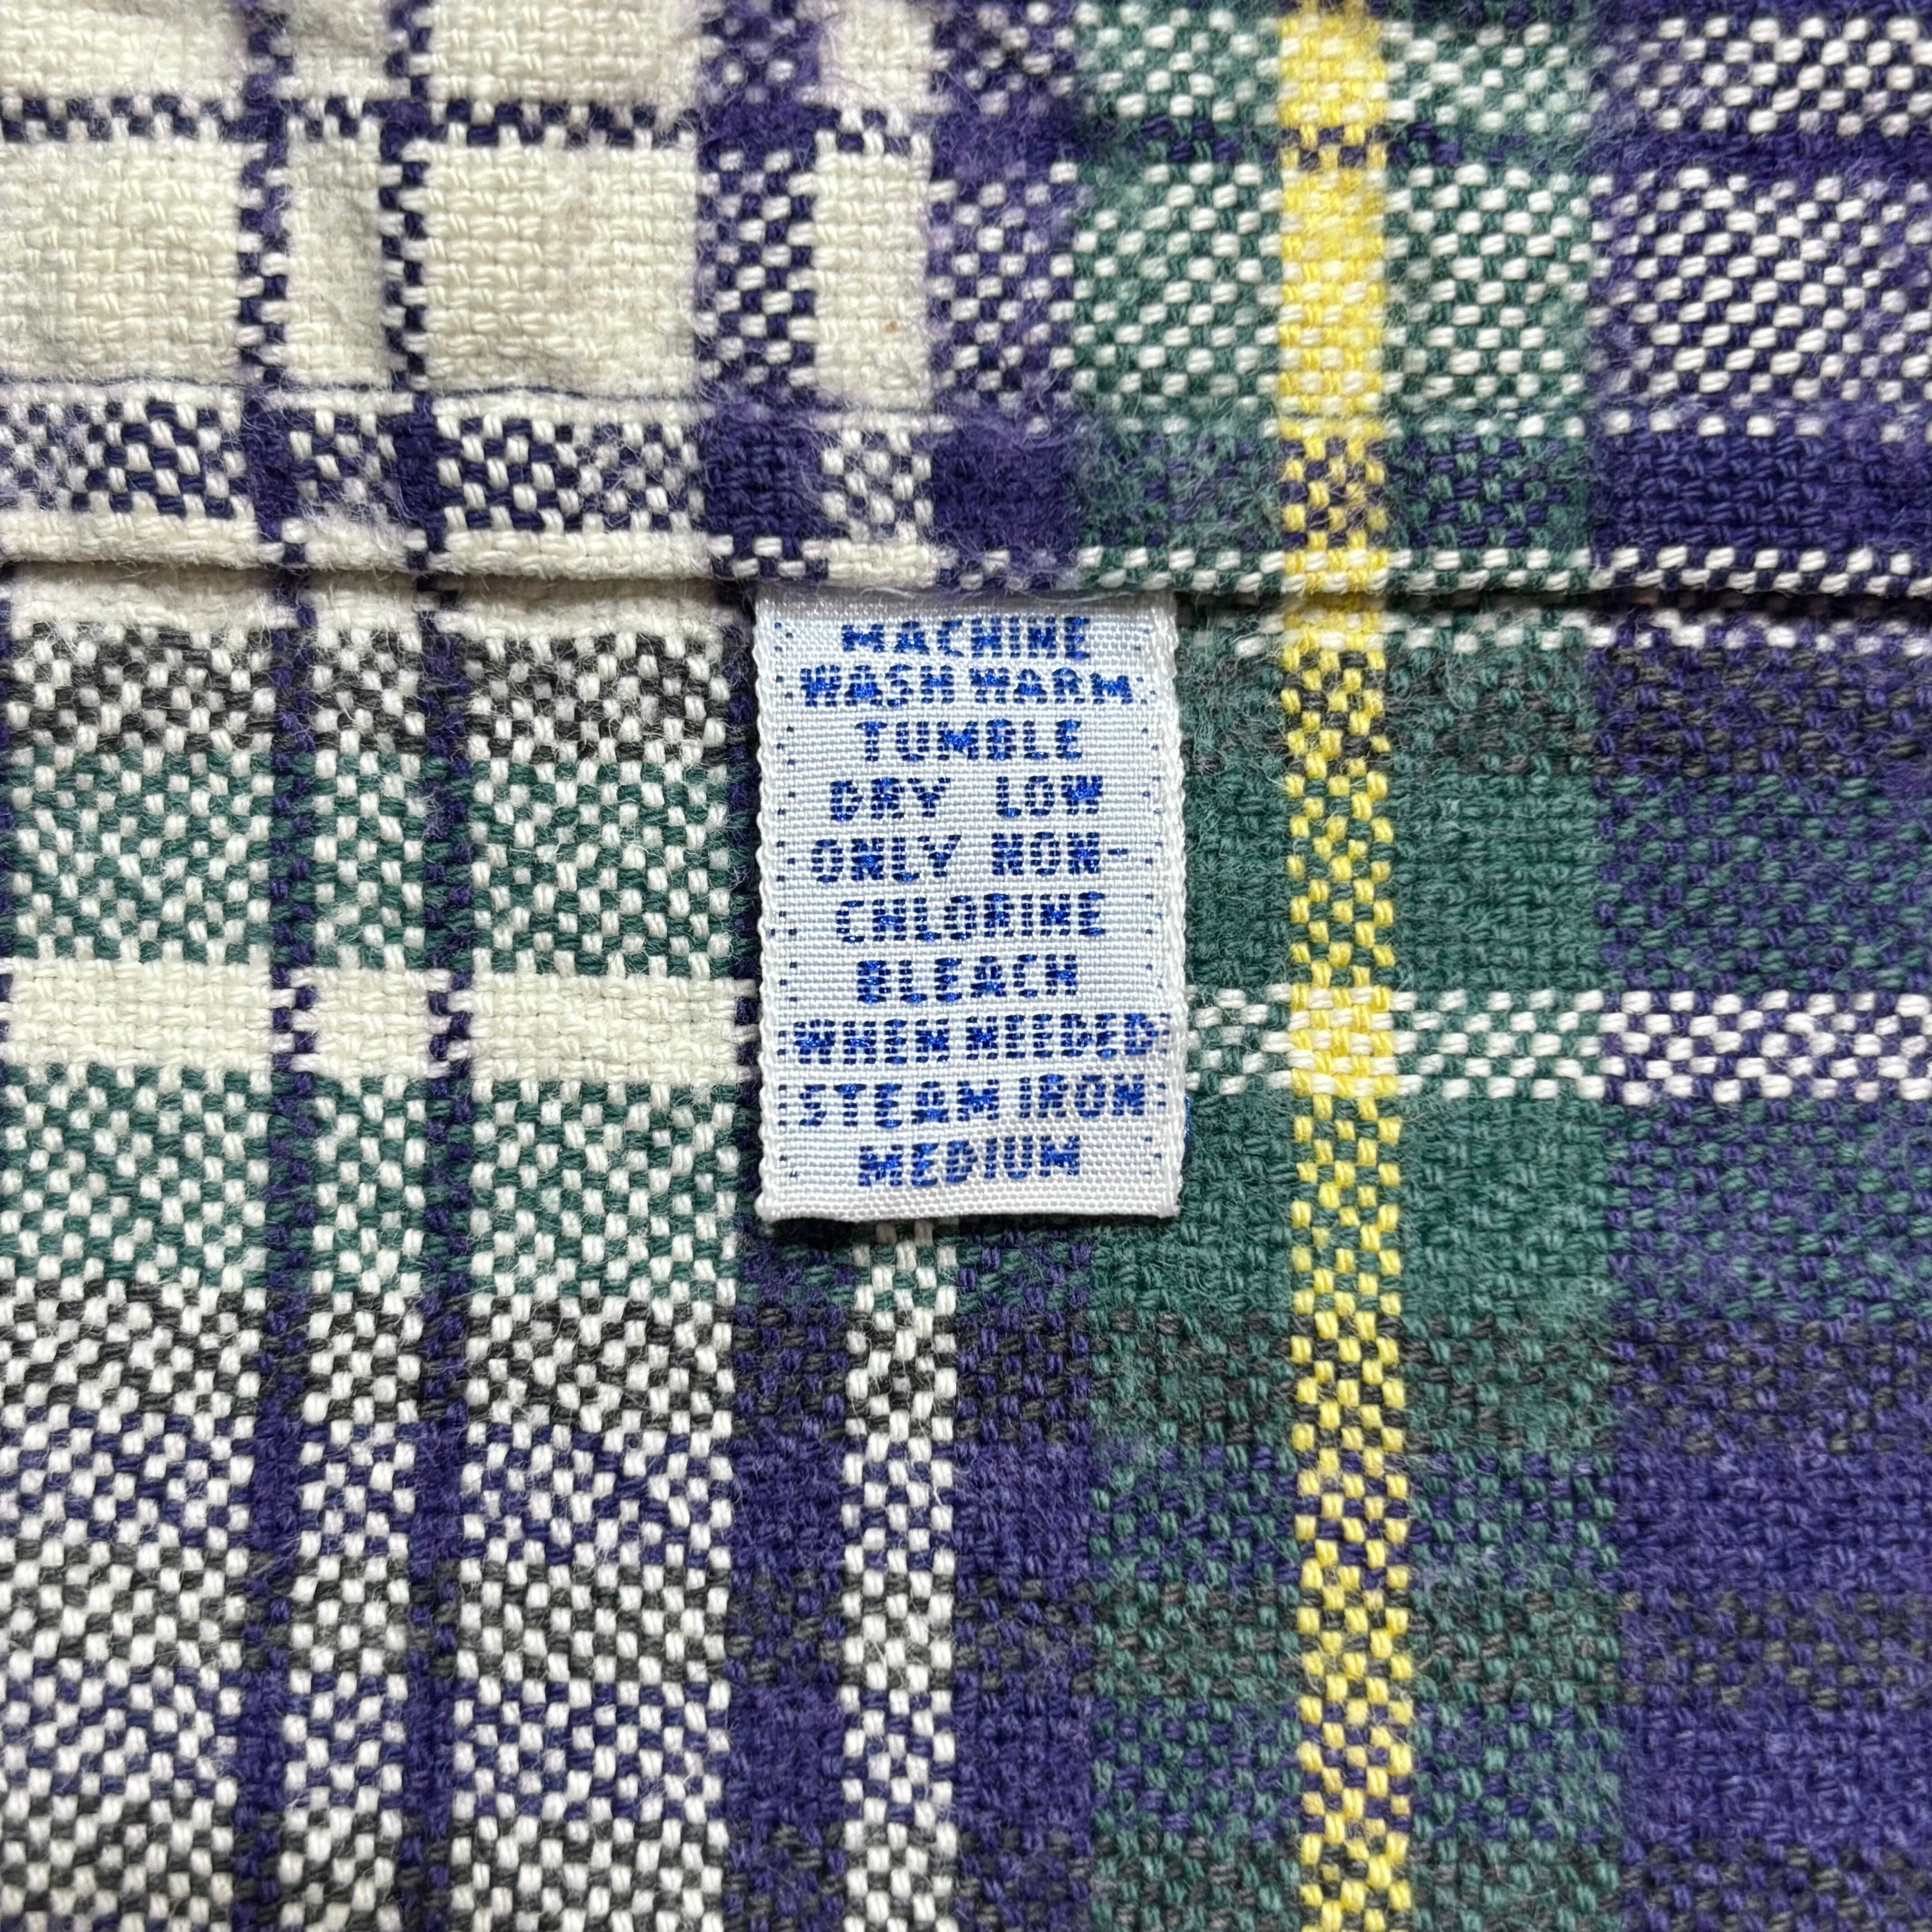 MACHINE
WASH WARM
TUMBLE
DRY LOW
ONLY NON-
CHLORINE
BLEACH
WHEN NEEDED
STEAM IRON
MEDIUM